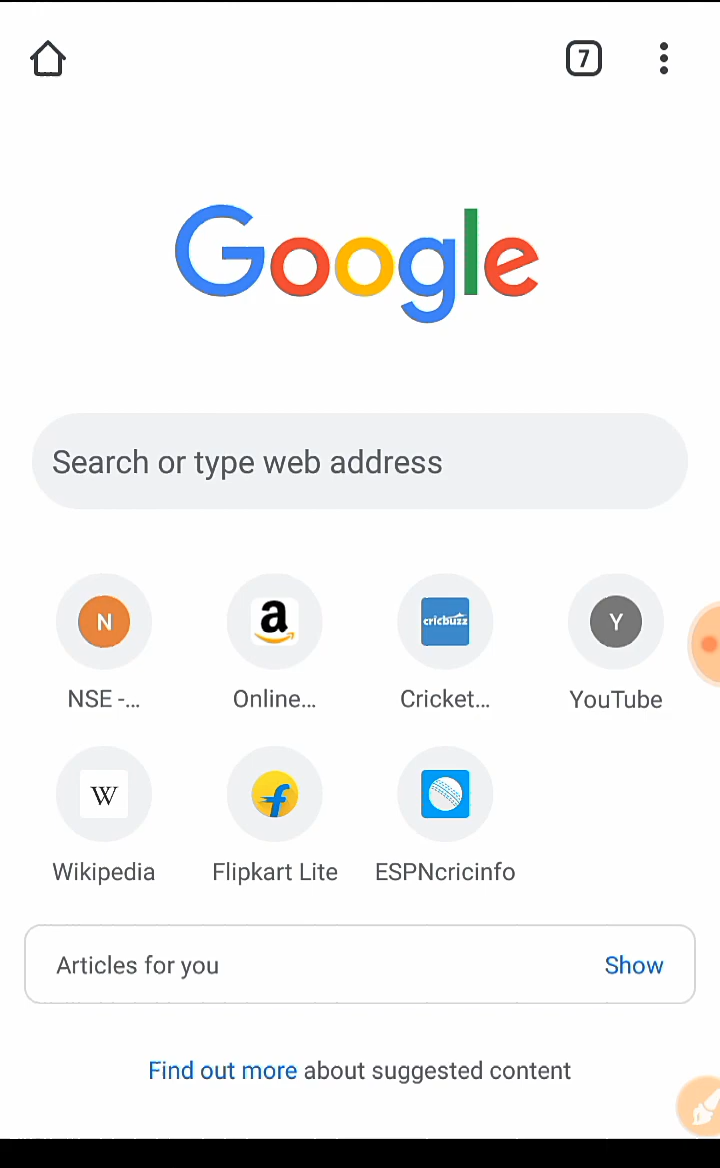 7
Google
Search or type web address
N
a
cricbuzz
Y
NSE -...
Online...
Cricket...
YouTube
W
f
Wikipedia
Flipkart Lite
ESPNcricinfo
Articles for you
Show
Find out more about suggested content